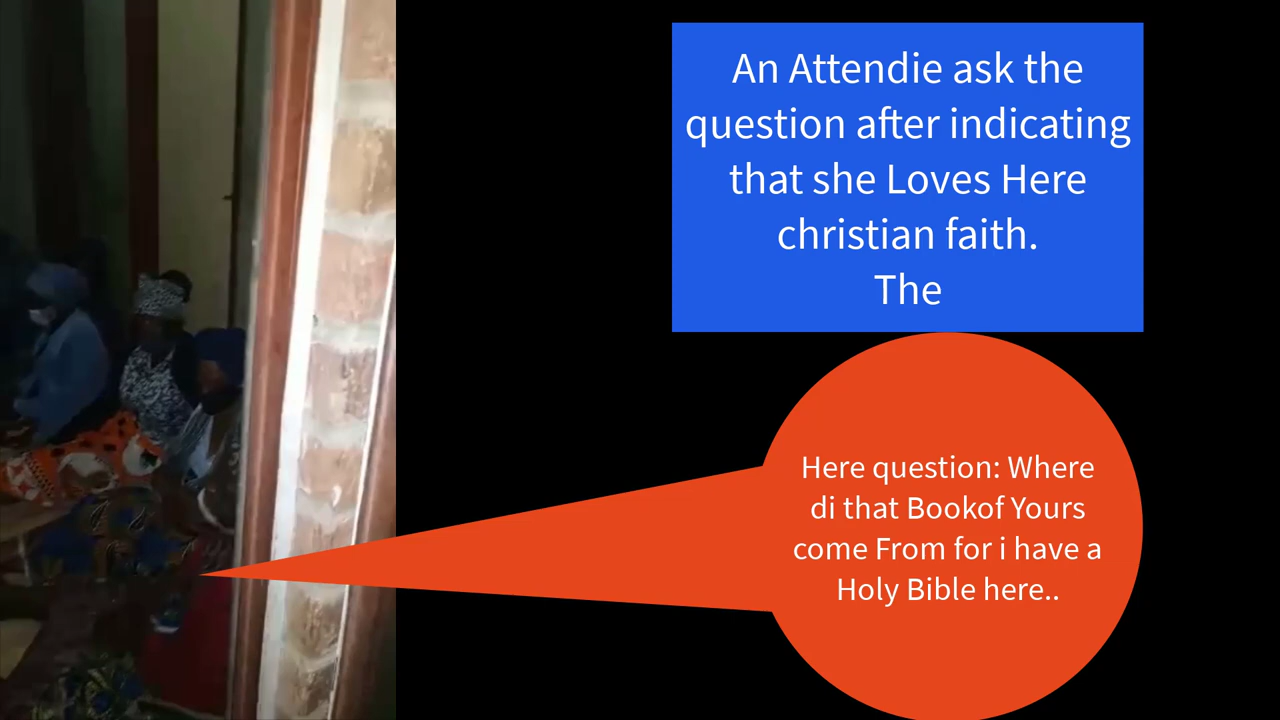 An Attendie ask the
question after indicating
that she Loves Here
christian faith.
The
Here question: Where
di that Bookof Yours
come From for i have a
Holy Bible here..